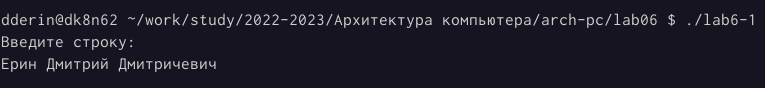 dderin@dk8n62 ~/work/study/2022-2023/Архитектура компьютера/arch-pc/lab06 $ ./lab6-1
Введите строку:
Ерин Дмитрий Дмитричевич